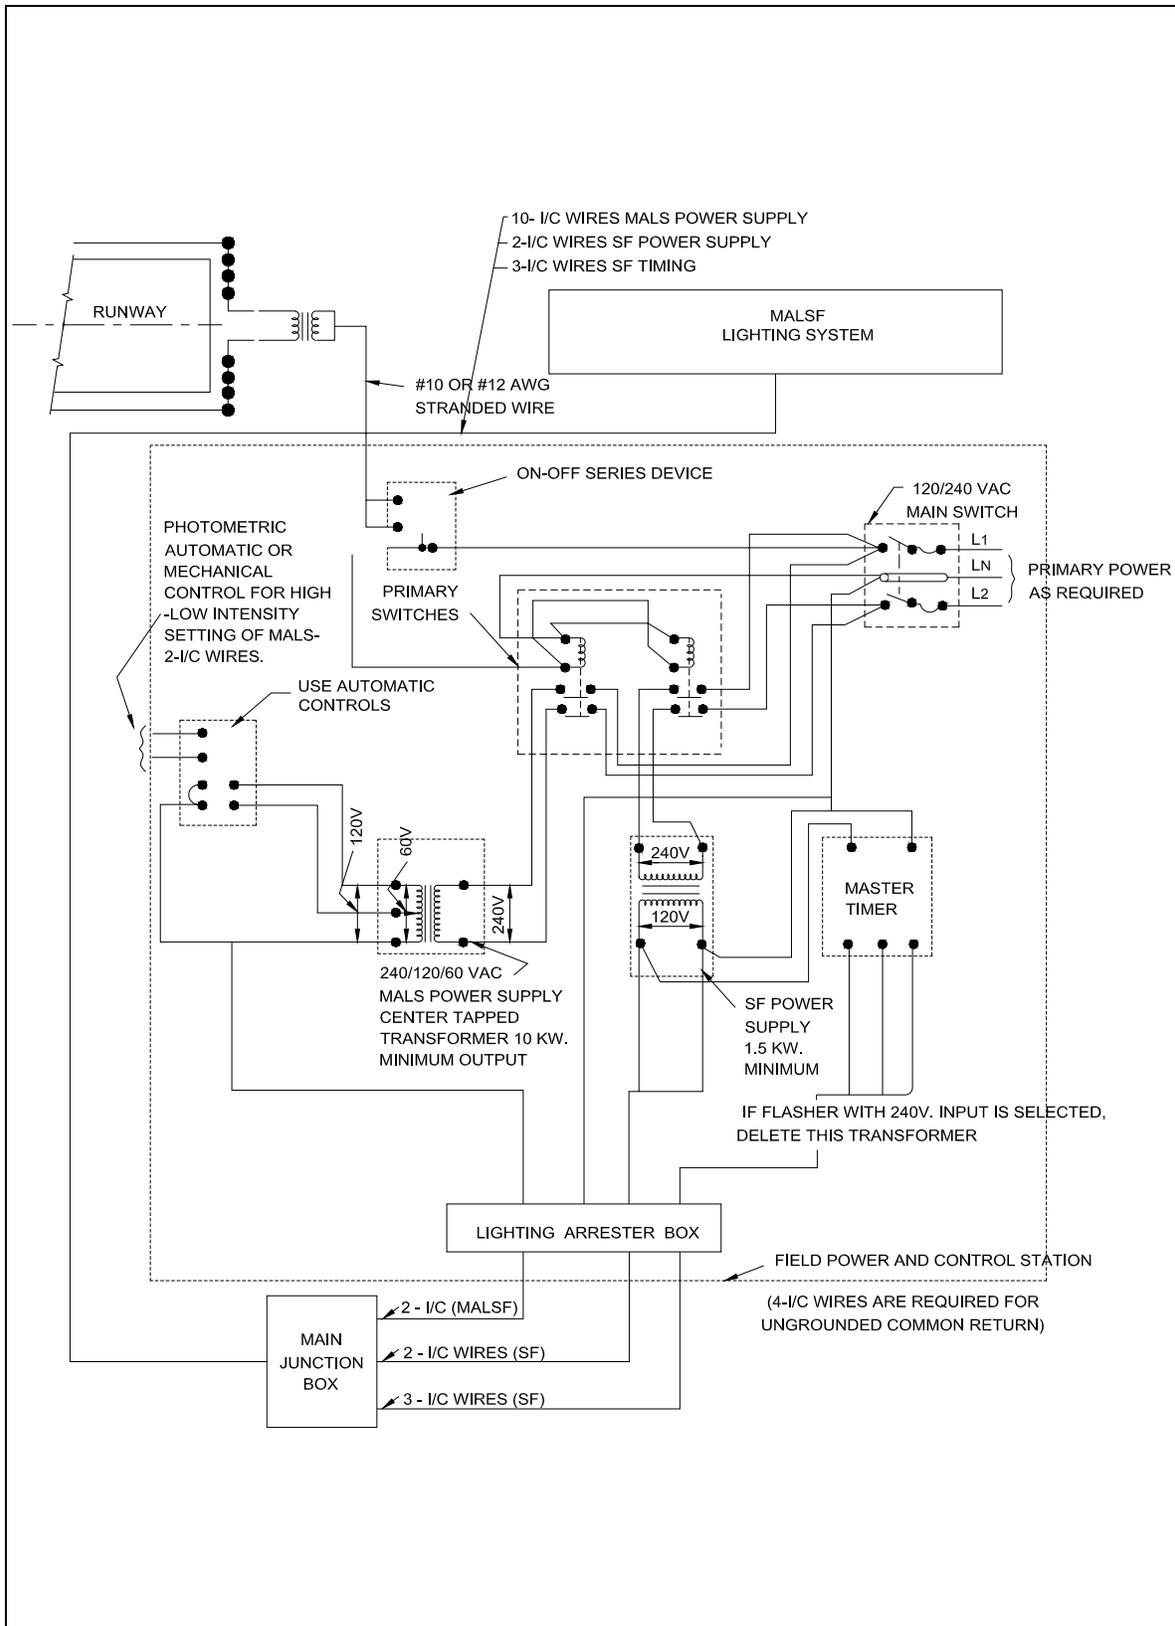 10- I/C WIRES MALS POWER SUPPLY
2-I/C WIRES SF POWER SUPPLY
3-I/C WIRES SF TIMING
RUNWAY
MALSF
LIGHTING SYSTEM
#10 OR #12 AWG
STRANDED WIRE
ON-OFF SERIES DEVICE
120/240 VAC
MAIN SWITCH
L1
LN
L2
PRIMARY POWER
AS REQUIRED
PHOTOMETRIC
AUTOMATIC OR
MECHANICAL
CONTROL FOR HIGH
-LOW INTENSITY
SETTING OF MALS-
2-I/C WIRES.
PRIMARY
SWITCHES
USE AUTOMATIC
CONTROLS
120V
60V
240V
240V
120V
MASTER
TIMER
240/120/60 VAC
MALS POWER SUPPLY
CENTER TAPPED
TRANSFORMER 10 KW.
MINIMUM OUTPUT
SF POWER
SUPPLY
1.5 KW.
MINIMUM
IF FLASHER WITH 240V. INPUT IS SELECTED,
DELETE THIS TRANSFORMER
LIGHTING ARRESTER BOX
FIELD POWER AND CONTROL STATION
(4-I/C WIRES ARE REQUIRED FOR
UNGROUNDED COMMON RETURN)
MAIN
JUNCTION
BOX
2 - I/C (MALSF)
2 - I/C WIRES (SF)
3 - I/C WIRES (SF)